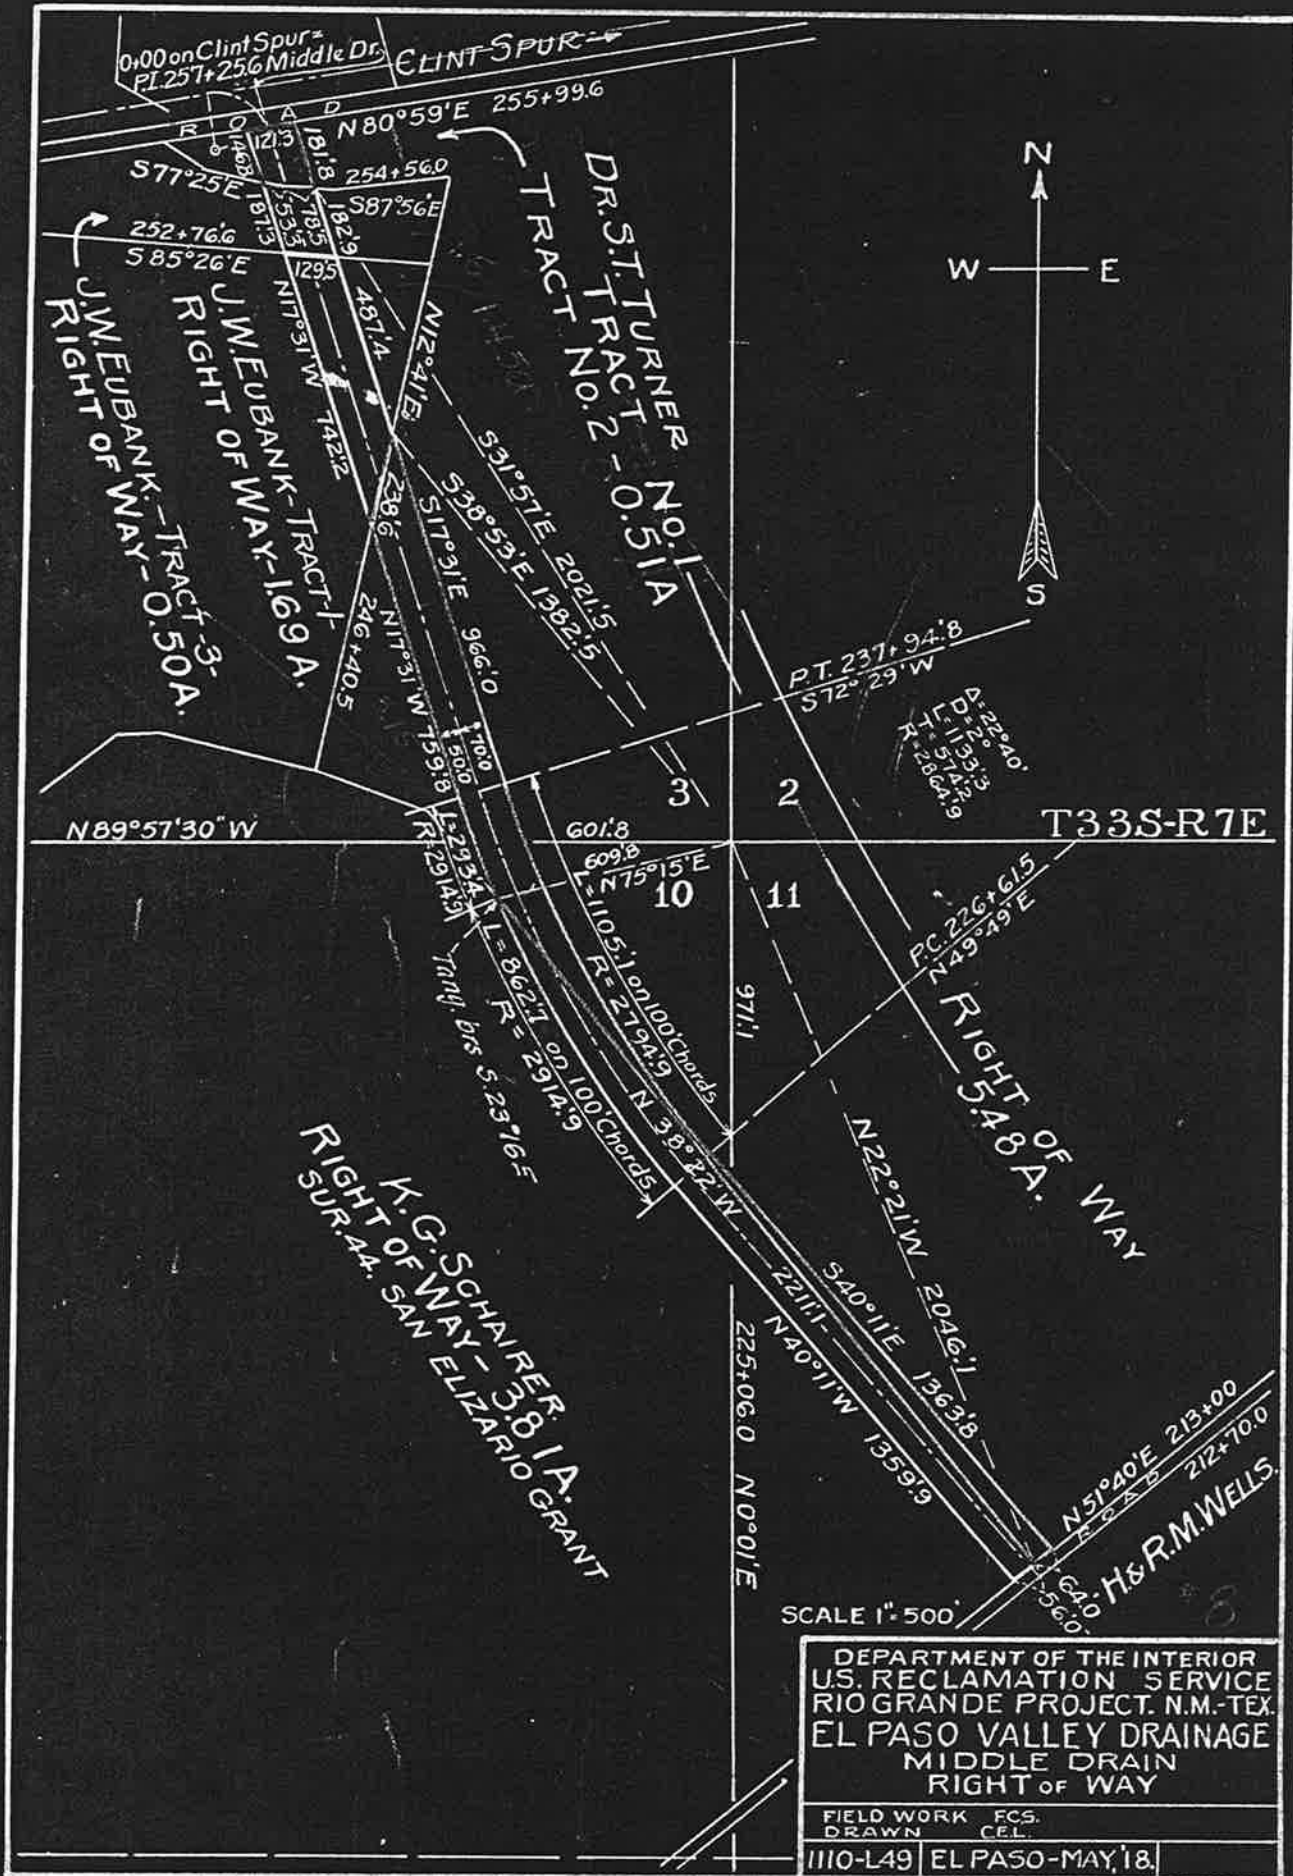 0+00 on Clint Spur=
P.I. 257+25.6 Middle Dr.
CLINT SPUR
ROAD
N 80°59'E 255+99.6
146.8
121.3
181.8
S77°25'E
254+56.0
S87°56'E
187.3
53.5
78.5
182.9
252+76.6
S 85°26'E
129.5
J.W.EUBANK.-TRACT-3-
RIGHT OF WAY-0.50A.
J.W.EUBANK-TRACT-1-
RIGHT OF WAY-1.69A.
N17°31'W 742.2
487.4
N12°41'E
DR.S.T.TURNER
TRACT NO.1
TRACT NO.2-0.51A
N
W
E
S
S31°57'E 2021.5
S38°53'E 1382.5
238.6
S17°31'E 966.0
246+40.5
N17°31'W 759.8
50.0
70.0
P.T. 237+94.8
S72°29'W
Δ=22°40'
D=2°
L=1133.3
T=574.2
R=2864.9
3
2
T33S-R7E
N89°57'30"W
601.8
609.8
N75°15'E
10
11
L=293.4
R=2914.9
L=1105.1 on 100' Chords
R=2794.9
L=862.7 on 100' Chords
R=2914.9
Tang. brs S.23°16'E
P.C. 226+61.5
N49°49'E
971.1
RIGHT OF WAY
5.48A.
N38°22'W 2211.1
N22°21'W 2046.1
S40°11'E 1363.8
N40°11'W 1359.9
225+06.0 N0°01'E
K.G.SCHAIRER.
RIGHT OF WAY-3.81A.
SUR.44. SAN ELIZARIO GRANT
N51°40'E 213+00
ROAD
212+70.0
H.&R.M.WELLS.
64.0
56.0
SCALE 1"=500'
DEPARTMENT OF THE INTERIOR
U.S. RECLAMATION SERVICE
RIO GRANDE PROJECT. N.M.-TEX.
EL PASO VALLEY DRAINAGE
MIDDLE DRAIN
RIGHT OF WAY
FIELD WORK F.C.S.
DRAWN C.E.L.
1110-L49 EL PASO-MAY,'18.